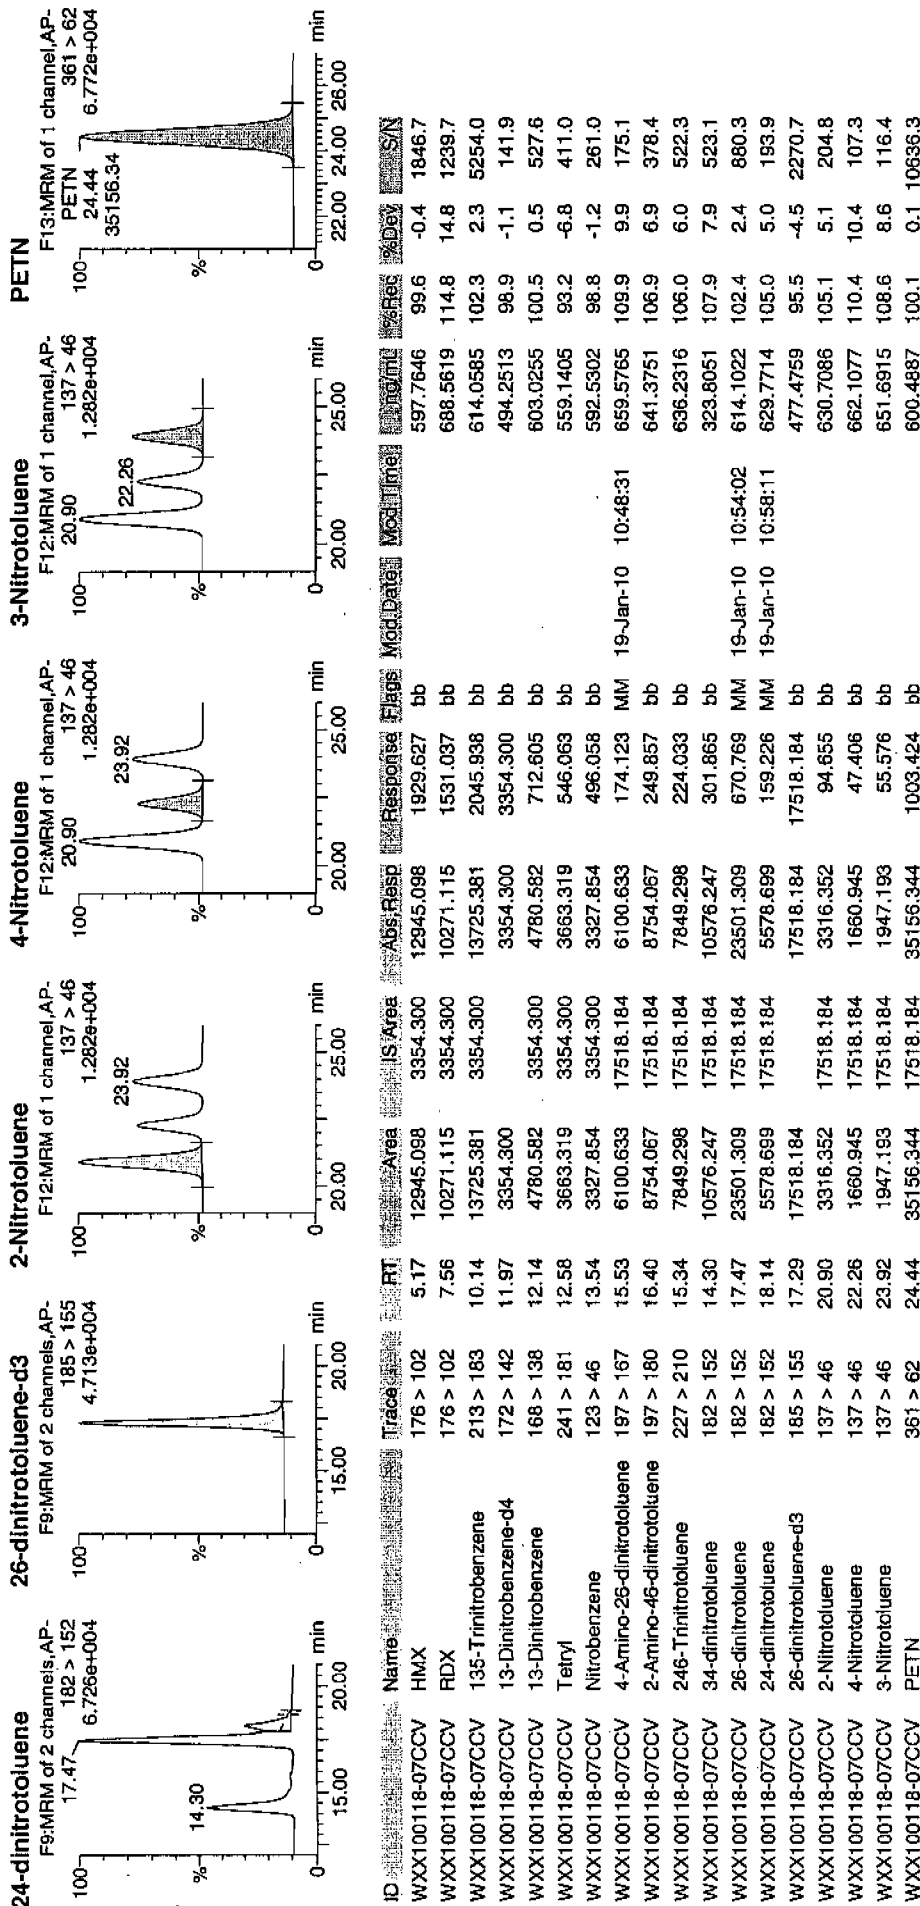 24-dinitrotoluene
F9:MRM of 2 channels,AP-
182 > 152
6.726e+004
100
17.47
14.30
%
0
15.00
20.00
min
26-dinitrotoluene-d3
F9:MRM of 2 channels,AP-
185 > 155
4.713e+004
100
%
0
15.00
20.00
min
2-Nitrotoluene
F12:MRM of 1 channel,AP-
137 > 46
1.282e+004
100
23.92
%
0
20.00
25.00
min
4-Nitrotoluene
F12:MRM of 1 channel,AP-
137 > 46
1.282e+004
100
20.90
23.92
%
0
20.00
25.00
min
3-Nitrotoluene
F12:MRM of 1 channel,AP-
137 > 46
1.282e+004
100
20.90
22.26
%
0
20.00
25.00
min
PETN
F13:MRM of 1 channel,AP-
361 > 62
6.772e+004
100
PETN
24.44
35156.34
%
0
22.00
24.00
26.00
min
ID Name Trace RT Area IS Area Abs.Resp Response Flags Mod.Date Mod.Time ng/mL %Rec %Dev S/N
WXX100118-07CCV HMX 176 > 102 5.17 12945.098 3354.300 12945.098 1929.627 bb 597.7646 99.6 -0.4 1846.7
WXX100118-07CCV RDX 176 > 102 7.56 10271.115 3354.300 10271.115 1531.037 bb 688.5619 114.8 14.8 1239.7
WXX100118-07CCV 135-Trinitrobenzene 213 > 183 10.14 13725.381 3354.300 13725.381 2045.938 bb 614.0585 102.3 2.3 5254.0
WXX100118-07CCV 13-Dinitrobenzene-d4 172 > 142 11.97 3354.300 3354.300 3354.300 bb 494.2513 98.9 -1.1 141.9
WXX100118-07CCV 13-Dinitrobenzene 168 > 138 12.14 4780.582 3354.300 4780.582 712.605 bb 603.0255 100.5 0.5 527.6
WXX100118-07CCV Tetryl 241 > 181 12.58 3663.319 3354.300 3663.319 546.063 bb 559.1405 93.2 -6.8 411.0
WXX100118-07CCV Nitrobenzene 123 > 46 13.54 3327.854 3354.300 3327.854 496.058 bb 592.5302 98.8 -1.2 261.0
WXX100118-07CCV 4-Amino-26-dinitrotoluene 197 > 167 15.53 6100.633 17518.184 6100.633 174.123 MM 19-Jan-10 10:48:31 659.5765 109.9 9.9 175.1
WXX100118-07CCV 2-Amino-46-dinitrotoluene 197 > 180 16.40 8754.067 17518.184 8754.067 249.857 bb 641.3751 106.9 6.9 378.4
WXX100118-07CCV 246-Trinitrotoluene 227 > 210 15.34 7849.298 17518.184 7849.298 224.033 bb 636.2316 106.0 6.0 522.3
WXX100118-07CCV 34-dinitrotoluene 182 > 152 14.30 10576.247 17518.184 10576.247 301.865 bb 323.8051 107.9 7.9 523.1
WXX100118-07CCV 26-dinitrotoluene 182 > 152 17.47 23501.309 17518.184 23501.309 670.769 MM 19-Jan-10 10:54:02 614.1022 102.4 2.4 880.3
WXX100118-07CCV 24-dinitrotoluene 182 > 152 18.14 5578.699 17518.184 5578.699 159.226 MM 19-Jan-10 10:58:11 629.7714 105.0 5.0 193.9
WXX100118-07CCV 26-dinitrotoluene-d3 185 > 155 17.29 17518.184 17518.184 17518.184 bb 477.4759 95.5 -4.5 2270.7
WXX100118-07CCV 2-Nitrotoluene 137 > 46 20.90 3316.352 17518.184 3316.352 94.655 bb 630.7086 105.1 5.1 204.8
WXX100118-07CCV 4-Nitrotoluene 137 > 46 22.26 1660.945 17518.184 1660.945 47.406 bb 662.1077 110.4 10.4 107.3
WXX100118-07CCV 3-Nitrotoluene 137 > 46 23.92 1947.193 17518.184 1947.193 55.576 bb 651.6915 108.6 8.6 116.4
WXX100118-07CCV PETN 361 > 62 24.44 35156.344 17518.184 35156.344 1003.424 bb 600.4887 100.1 0.1 10636.3